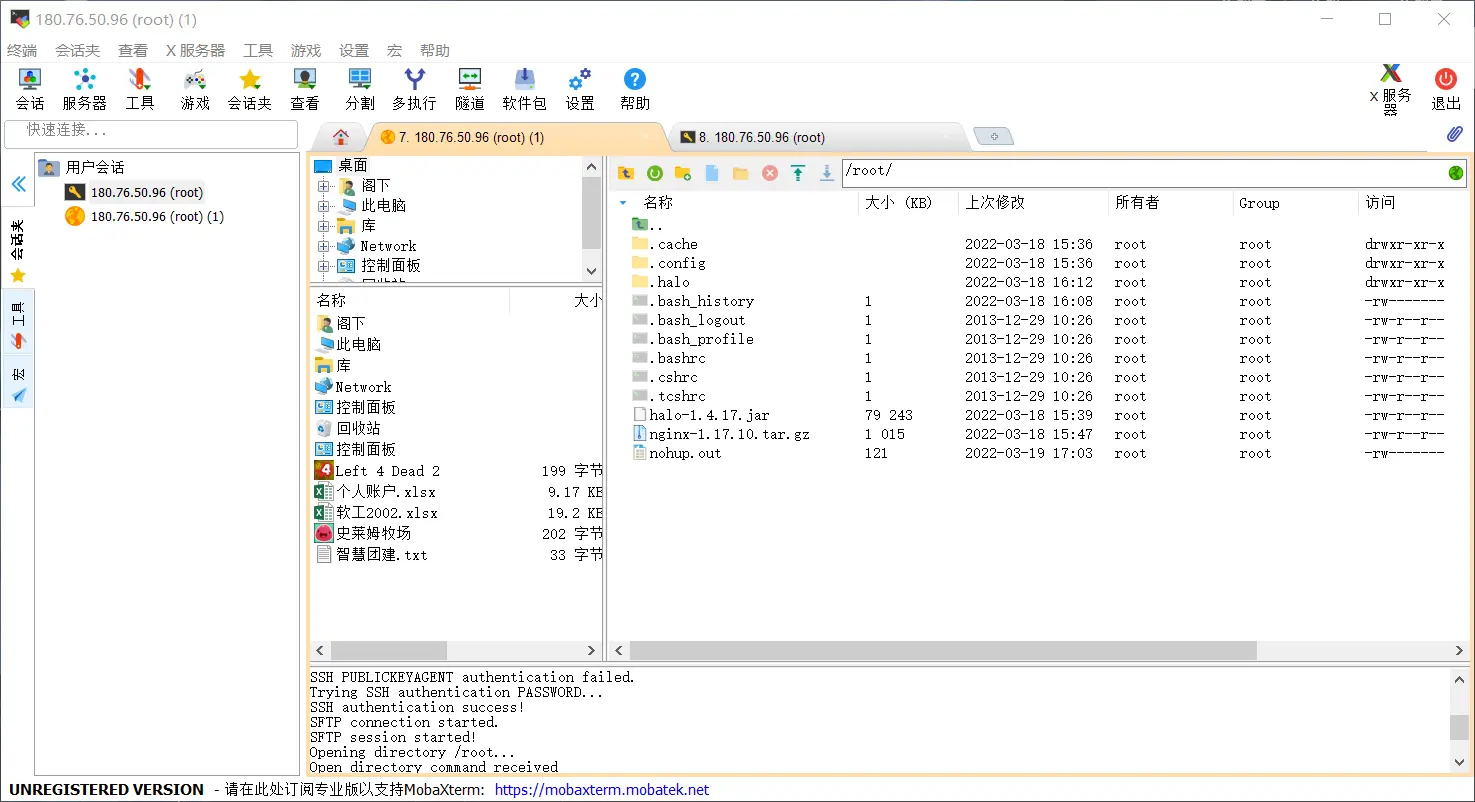 180.76.50.96 (root) (1)
终端 会话夹 查看 X 服务器 工具 游戏 设置 宏 帮助
会话 服务器 工具 游戏 会话夹 查看 分割 多执行 隧道 软件包 设置 帮助 X 服务器 退出
快速连接...
7. 180.76.50.96 (root) (1)
8. 180.76.50.96 (root)
用户会话
180.76.50.96 (root)
180.76.50.96 (root) (1)
会话夹
工具
宏
桌面
阁下
此电脑
库
Network
控制面板
名称 大小
阁下
此电脑
库
Network
控制面板
回收站
控制面板
Left 4 Dead 2 199 字节
个人账户.xlsx 9.17 KB
软工2002.xlsx 19.2 KB
史莱姆牧场 202 字节
智慧团建.txt 33 字节
/root/
名称 大小 (KB) 上次修改 所有者 Group 访问
..
.cache 2022-03-18 15:36 root root drwxr-xr-x
.config 2022-03-18 15:36 root root drwxr-xr-x
.halo 2022-03-18 16:12 root root drwxr-xr-x
.bash_history 1 2022-03-18 16:08 root root -rw-------
.bash_logout 1 2013-12-29 10:26 root root -rw-r--r--
.bash_profile 1 2013-12-29 10:26 root root -rw-r--r--
.bashrc 1 2013-12-29 10:26 root root -rw-r--r--
.cshrc 1 2013-12-29 10:26 root root -rw-r--r--
.tcshrc 1 2013-12-29 10:26 root root -rw-r--r--
halo-1.4.17.jar 79 243 2022-03-18 15:39 root root -rw-r--r--
nginx-1.17.10.tar.gz 1 015 2022-03-18 15:47 root root -rw-r--r--
nohup.out 121 2022-03-19 17:03 root root -rw-------
SSH PUBLICKEYAGENT authentication failed.
Trying SSH authentication PASSWORD...
SSH authentication success!
SFTP connection started.
SFTP session started!
Opening directory /root...
Open directory command received
UNREGISTERED VERSION - 请在此处订阅专业版以支持MobaXterm: https://mobaxterm.mobatek.net